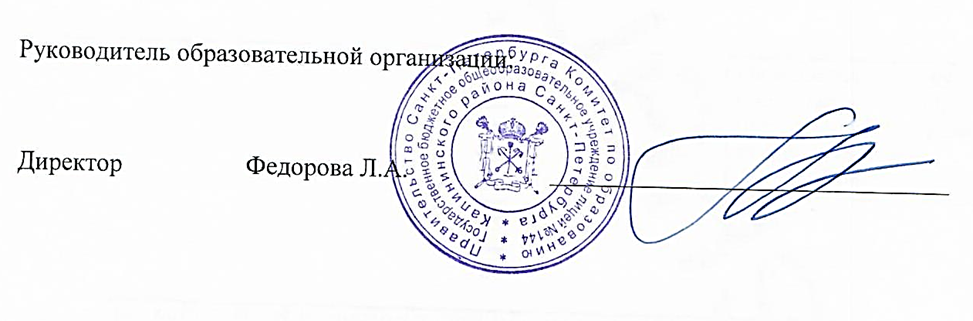 Руководитель образовательной организации.
Директор Федорова Л.А.
Правительство Санкт-Петербурга Комитет по образованию *
Государственное бюджетное общеобразовательное учреждение лицей №144 *
Калининского района Санкт-Петербурга *